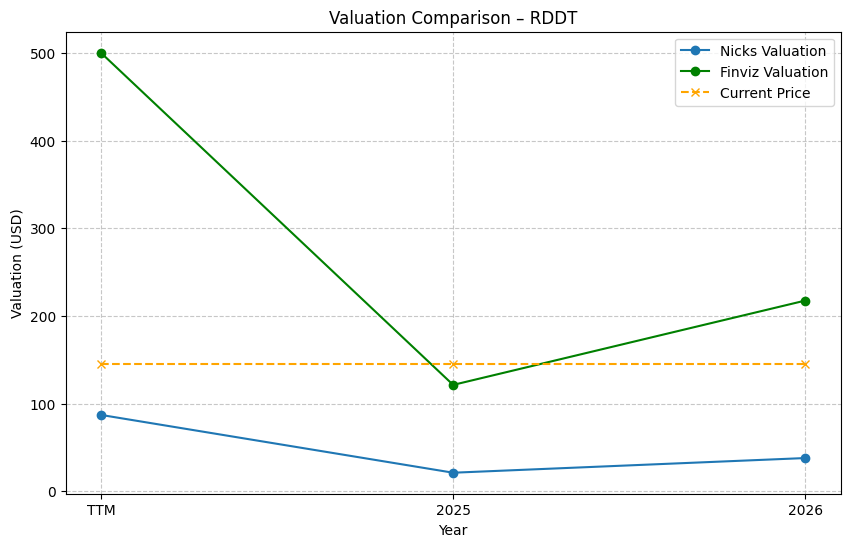 Valuation Comparison – RDDT
Nicks Valuation
Finviz Valuation
Current Price
Valuation (USD)
500
400
300
200
100
0
TTM
2025
2026
Year